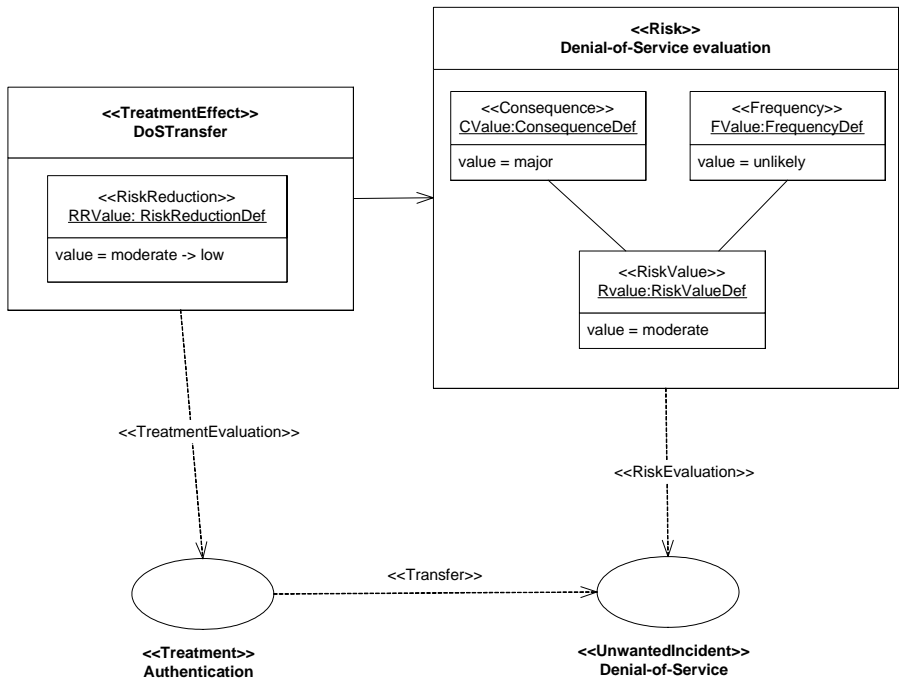 <<Risk>>
Denial-of-Service evaluation
<<TreatmentEffect>>
DoSTransfer
<<Consequence>>
CValue:ConsequenceDef
value = major
<<Frequency>>
FValue:FrequencyDef
value = unlikely
<<RiskReduction>>
RRValue: RiskReductionDef
value = moderate -> low
<<RiskValue>>
Rvalue:RiskValueDef
value = moderate
<<TreatmentEvaluation>>
<<RiskEvaluation>>
<<Transfer>>
<<Treatment>>
Authentication
<<UnwantedIncident>>
Denial-of-Service